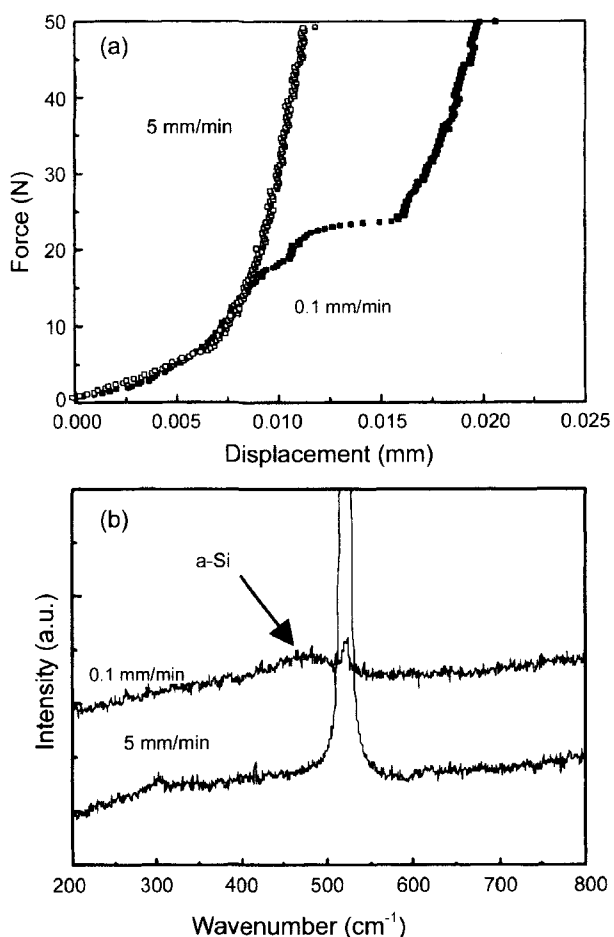 (a)
50
40
30
20
10
0
Force (N)
5 mm/min
0.1 mm/min
0.000 0.005 0.010 0.015 0.020 0.025
Displacement (mm)
(b)
a-Si
0.1 mm/min
5 mm/min
Intensity (a.u.)
200 300 400 500 600 700 800
Wavenumber (cm⁻¹)